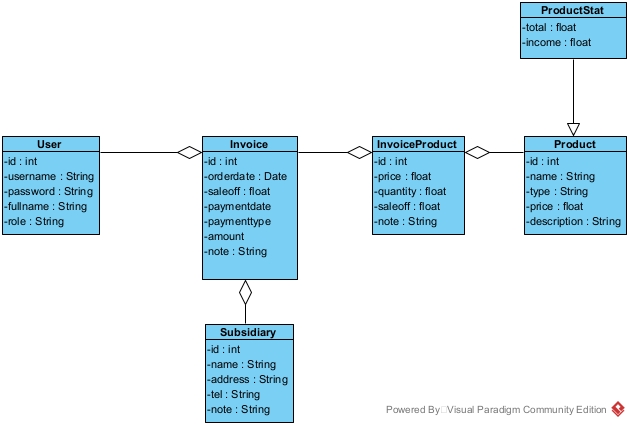 ProductStat
-total : float
-income : float
User
-id : int
-username : String
-password : String
-fullname : String
-role : String
Invoice
-id : int
-orderdate : Date
-saleoff : float
-paymentdate
-paymenttype
-amount
-note : String
InvoiceProduct
-id : int
-price : float
-quantity : float
-saleoff : float
-note : String
Product
-id : int
-name : String
-type : String
-price : float
-description : String
Subsidiary
-id : int
-name : String
-address : String
-tel : String
-note : String
Powered By Visual Paradigm Community Edition